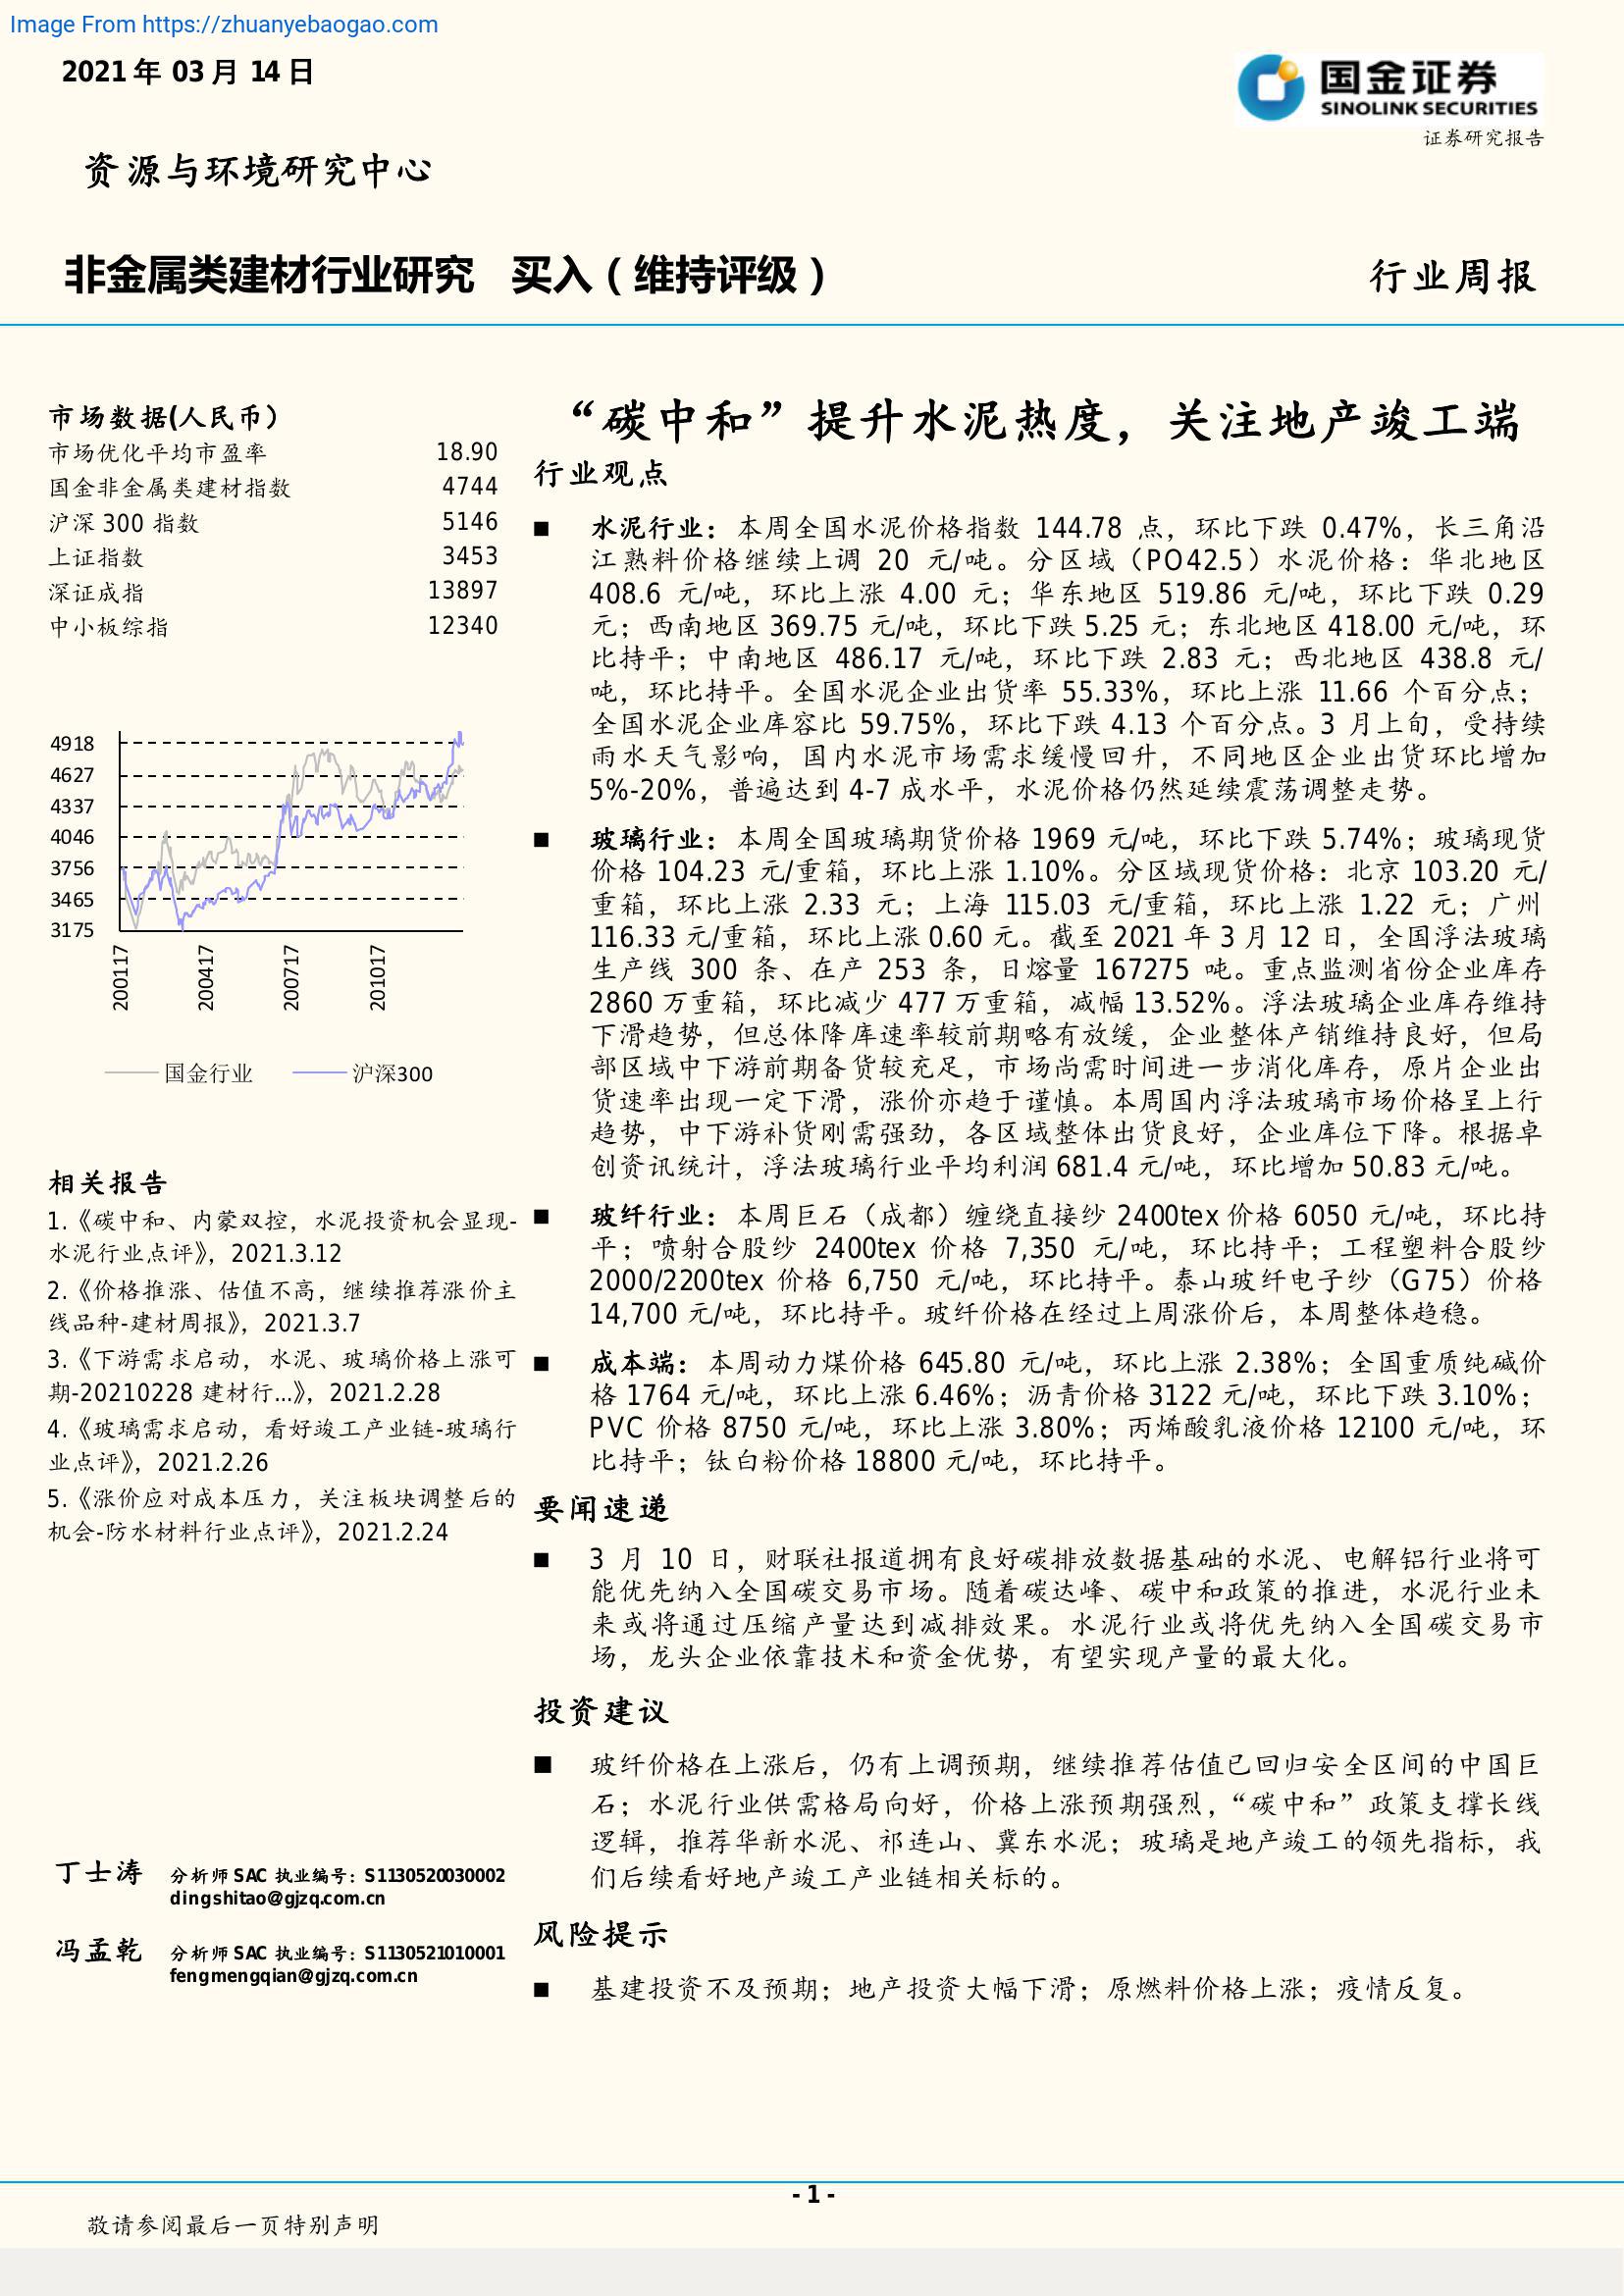 Image From https://zhuanyebaogao.com
2021 年 03 月 14 日
国金证券
SINOLINK SECURITIES
证券研究报告
资源与环境研究中心
非金属类建材行业研究 买入（维持评级）
行业周报
市场数据(人民币）
市场优化平均市盈率 18.90
国金非金属类建材指数 4744
沪深 300 指数 5146
上证指数 3453
深证成指 13897
中小板综指 12340
4918
4627
4337
4046
3756
3465
3175
200117
200417
200717
201017
国金行业 沪深300
相关报告
1.《碳中和、内蒙双控，水泥投资机会显现-
水泥行业点评》，2021.3.12
2.《价格推涨、估值不高，继续推荐涨价主
线品种-建材周报》，2021.3.7
3.《下游需求启动，水泥、玻璃价格上涨可
期-20210228 建材行...》，2021.2.28
4.《玻璃需求启动，看好竣工产业链-玻璃行
业点评》，2021.2.26
5.《涨价应对成本压力，关注板块调整后的
机会-防水材料行业点评》，2021.2.24
丁士涛 分析师 SAC 执业编号：S1130520030002
dingshitao@gjzq.com.cn
冯孟乾 分析师 SAC 执业编号：S1130521010001
fengmengqian@gjzq.com.cn
“碳中和”提升水泥热度，关注地产竣工端
行业观点
■ 水泥行业：本周全国水泥价格指数 144.78 点，环比下跌 0.47%，长三角沿
江熟料价格继续上调 20 元/吨。分区域（PO42.5）水泥价格：华北地区
408.6 元/吨，环比上涨 4.00 元；华东地区 519.86 元/吨，环比下跌 0.29
元；西南地区 369.75 元/吨，环比下跌 5.25 元；东北地区 418.00 元/吨，环
比持平；中南地区 486.17 元/吨，环比下跌 2.83 元；西北地区 438.8 元/
吨，环比持平。全国水泥企业出货率 55.33%，环比上涨 11.66 个百分点；
全国水泥企业库容比 59.75%，环比下跌 4.13 个百分点。3 月上旬，受持续
雨水天气影响，国内水泥市场需求缓慢回升，不同地区企业出货环比增加
5%-20%，普遍达到 4-7 成水平，水泥价格仍然延续震荡调整走势。
■ 玻璃行业：本周全国玻璃期货价格 1969 元/吨，环比下跌 5.74%；玻璃现货
价格 104.23 元/重箱，环比上涨 1.10%。分区域现货价格：北京 103.20 元/
重箱，环比上涨 2.33 元；上海 115.03 元/重箱，环比上涨 1.22 元；广州
116.33 元/重箱，环比上涨 0.60 元。截至 2021 年 3 月 12 日，全国浮法玻璃
生产线 300 条、在产 253 条，日熔量 167275 吨。重点监测省份企业库存
2860 万重箱，环比减少 477 万重箱，减幅 13.52%。浮法玻璃企业库存维持
下滑趋势，但总体降库速率较前期略有放缓，企业整体产销维持良好，但局
部区域中下游前期备货较充足，市场尚需时间进一步消化库存，原片企业出
货速率出现一定下滑，涨价亦趋于谨慎。本周国内浮法玻璃市场价格呈上行
趋势，中下游补货刚需强劲，各区域整体出货良好，企业库位下降。根据卓
创资讯统计，浮法玻璃行业平均利润 681.4 元/吨，环比增加 50.83 元/吨。
■ 玻纤行业：本周巨石（成都）缠绕直接纱 2400tex 价格 6050 元/吨，环比持
平；喷射合股纱 2400tex 价格 7,350 元/吨，环比持平；工程塑料合股纱
2000/2200tex 价格 6,750 元/吨，环比持平。泰山玻纤电子纱（G75）价格
14,700 元/吨，环比持平。玻纤价格在经过上周涨价后，本周整体趋稳。
■ 成本端：本周动力煤价格 645.80 元/吨，环比上涨 2.38%；全国重质纯碱价
格 1764 元/吨，环比上涨 6.46%；沥青价格 3122 元/吨，环比下跌 3.10%；
PVC 价格 8750 元/吨，环比上涨 3.80%；丙烯酸乳液价格 12100 元/吨，环
比持平；钛白粉价格 18800 元/吨，环比持平。
要闻速递
■ 3 月 10 日，财联社报道拥有良好碳排放数据基础的水泥、电解铝行业将可
能优先纳入全国碳交易市场。随着碳达峰、碳中和政策的推进，水泥行业未
来或将通过压缩产量达到减排效果。水泥行业或将优先纳入全国碳交易市
场，龙头企业依靠技术和资金优势，有望实现产量的最大化。
投资建议
■ 玻纤价格在上涨后，仍有上调预期，继续推荐估值已回归安全区间的中国巨
石；水泥行业供需格局向好，价格上涨预期强烈，“碳中和”政策支撑长线
逻辑，推荐华新水泥、祁连山、冀东水泥；玻璃是地产竣工的领先指标，我
们后续看好地产竣工产业链相关标的。
风险提示
■ 基建投资不及预期；地产投资大幅下滑；原燃料价格上涨；疫情反复。
- 1 -
敬请参阅最后一页特别声明